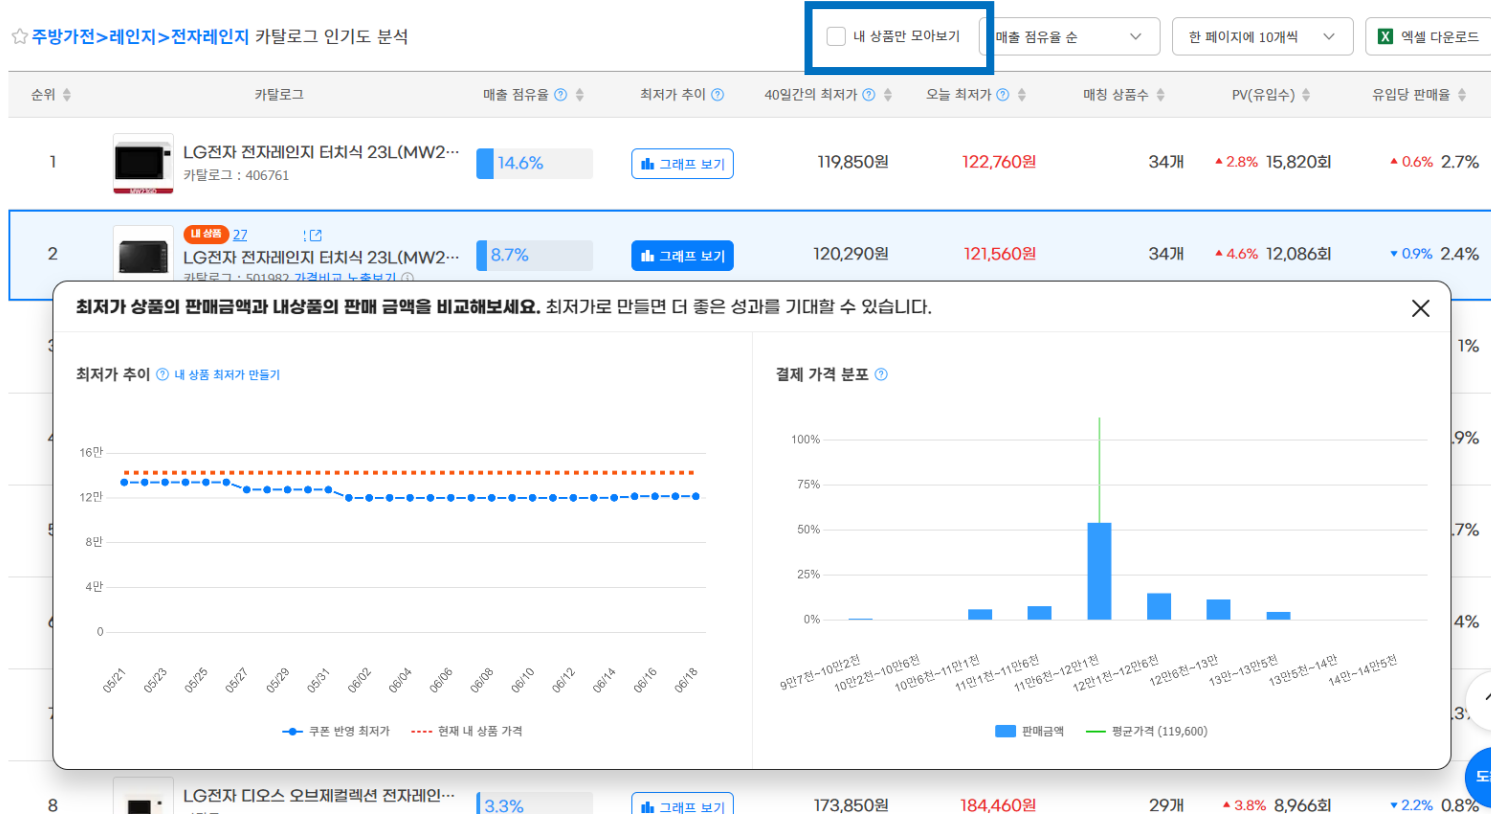 주방가전>레인지>전자레인지 카탈로그 인기도 분석
내 상품만 모아보기
매출 점유율 순
한 페이지에 10개씩
엑셀 다운로드
순위 카탈로그 매출 점유율 최저가 추이 40일간의 최저가 오늘 최저가 매칭 상품수 PV(유입수) 유입당 판매율
1 LG전자 전자레인지 터치식 23L(MW2··· 14.6% 그래프 보기 119,850원 122,760원 34개 ▲2.8% 15,820회 ▲0.6% 2.7%
카탈로그 : 406761
MW23GD
내 상품 27
2 LG전자 전자레인지 터치식 23L(MW2··· 8.7% 그래프 보기 120,290원 121,560원 34개 ▲4.6% 12,086회 ▼0.9% 2.4%
카탈로그 : 501982 가격비교 노출보기
최저가 상품의 판매금액과 내상품의 판매 금액을 비교해보세요. 최저가로 만들면 더 좋은 성과를 기대할 수 있습니다.
1%
9%
7%
4%
최저가 추이 내 상품 최저가 만들기
16만
12만
8만
4만
0
05/21 05/23 05/25 05/27 05/29 05/31 06/02 06/04 06/06 06/08 06/10 06/12 06/14 06/16 06/18
쿠폰 반영 최저가 현재 내 상품 가격
결제 가격 분포
100%
75%
50%
25%
0%
9만7천~10만2천 10만2천~10만6천 10만6천~11만1천 11만1천~11만6천 11만6천~12만1천 12만1천~12만6천 12만6천~13만 13만~13만5천 13만5천~14만 14만~14만5천
판매금액 평균가격 (119,600)
8 LG전자 디오스 오브제컬렉션 전자레인··· 3.3% 그래프 보기 173,850원 184,460원 29개 ▲3.8% 8,966회 ▼2.2% 0.8%